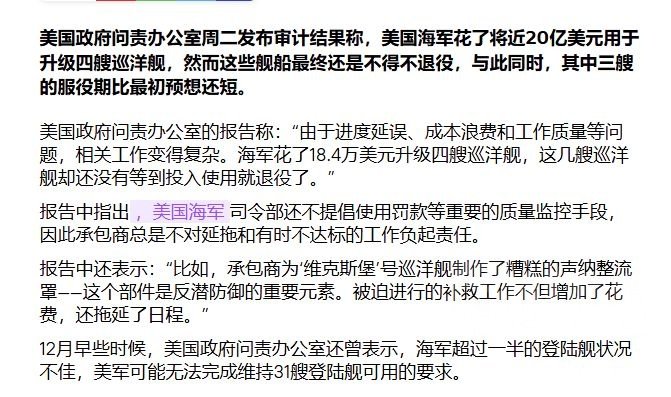 美国政府问责办公室周二发布审计结果称，美国海军花了将近20亿美元用于
升级四艘巡洋舰，然而这些舰船最终还是不得不退役，与此同时，其中三艘
的服役期比最初预想还短。
美国政府问责办公室的报告称：“由于进度延误、成本浪费和工作质量等问
题，相关工作变得复杂。海军花了18.4万美元升级四艘巡洋舰，这几艘巡洋
舰却还没有等到投入使用就退役了。”
报告中指出，美国海军司令部还不提倡使用罚款等重要的质量监控手段，
因此承包商总是不对延拖和有时不达标的工作负起责任。
报告中还表示：“比如，承包商为‘维克斯堡’号巡洋舰制作了糟糕的声纳整流
罩——这个部件是反潜防御的重要元素。被迫进行的补救工作不但增加了花
费，还拖延了日程。”
12月早些时候，美国政府问责办公室还曾表示，海军超过一半的登陆舰状况
不佳，美军可能无法完成维持31艘登陆舰可用的要求。